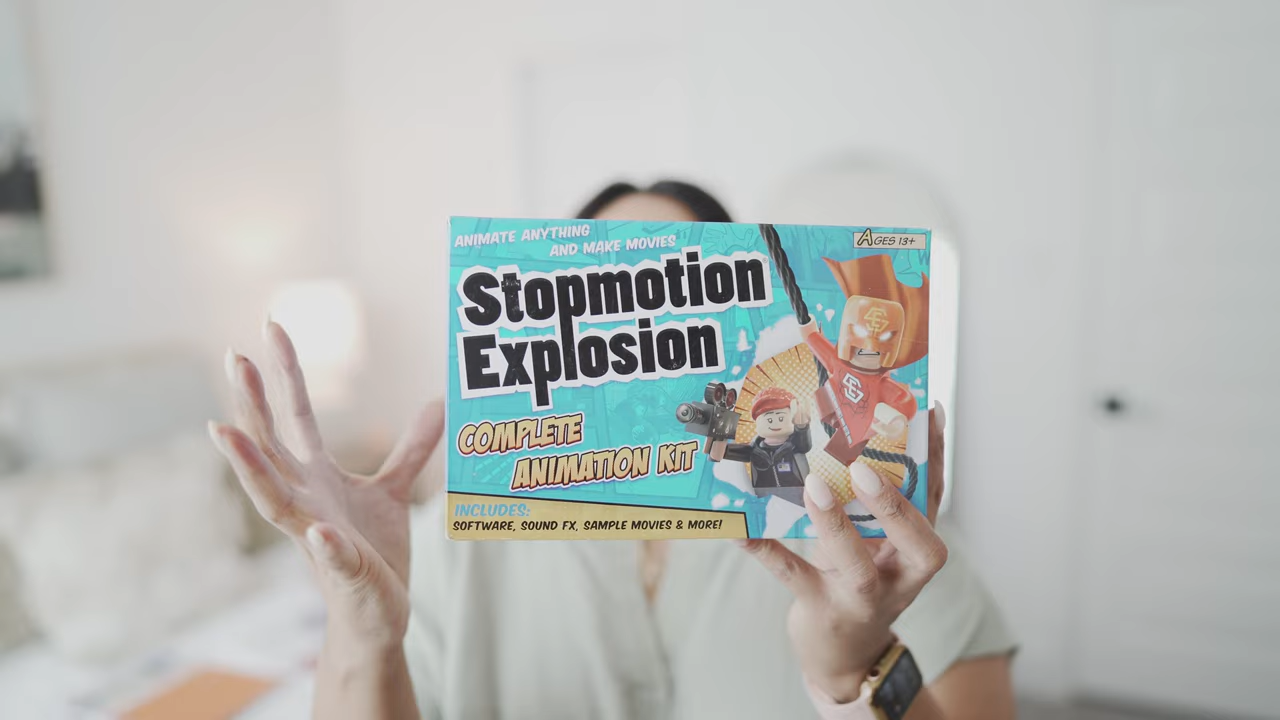 ANIMATE ANYTHING
AND MAKE MOVIES
AGES 13+
Stopmotion
Explosion
COMPLETE
ANIMATION KIT
INCLUDES:
SOFTWARE, SOUND FX, SAMPLE MOVIES & MORE!